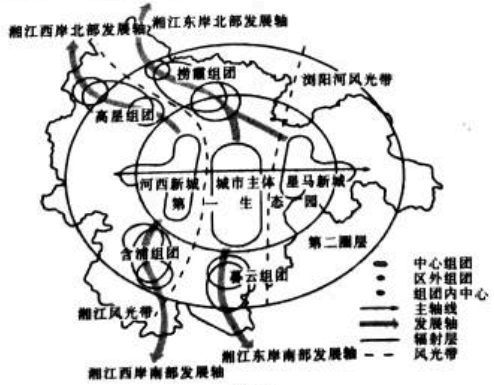 湘江东岸北部发展轴
湘江西岸北部发展轴
捞霞组团
浏阳河风光带
高星组团
河西新城
城市主体
星马新城
第一生态园
第二圈层
含浦组团
暮云组团
中心组团
区外组团
组团内中心
主轴线
发展轴
辐射层
风光带
湘江风光带
湘江东岸南部发展轴
湘江西岸南部发展轴